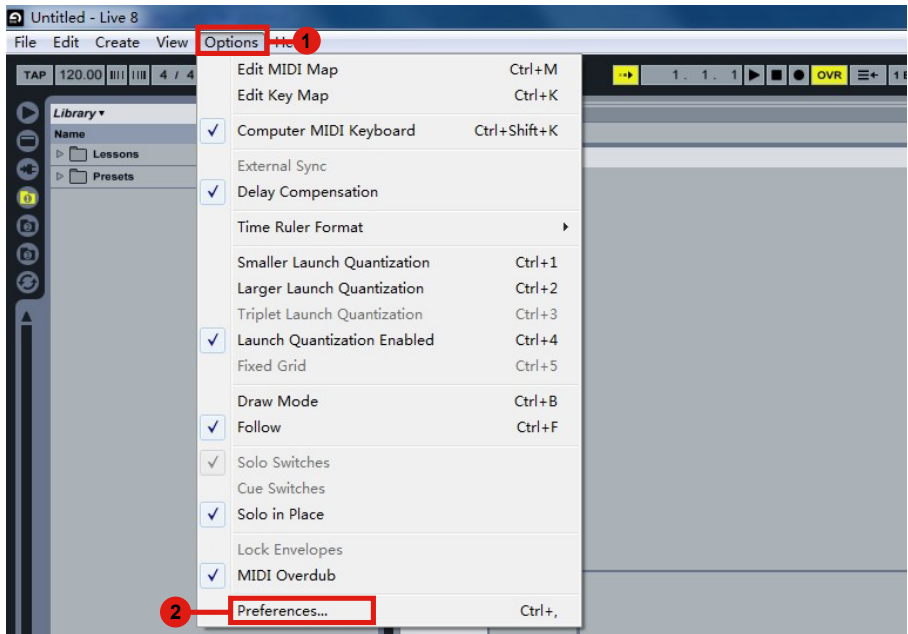 Untitled - Live 8
File Edit Create View Options He
1
TAP 120.00 4 / 4 1. 1. 1 OVR 1
Library
Name
Lessons
Presets
Edit MIDI Map Ctrl+M
Edit Key Map Ctrl+K
Computer MIDI Keyboard Ctrl+Shift+K
External Sync
Delay Compensation
Time Ruler Format
Smaller Launch Quantization Ctrl+1
Larger Launch Quantization Ctrl+2
Triplet Launch Quantization Ctrl+3
Launch Quantization Enabled Ctrl+4
Fixed Grid Ctrl+5
Draw Mode Ctrl+B
Follow Ctrl+F
Solo Switches
Cue Switches
Solo in Place
Lock Envelopes
MIDI Overdub
2
Preferences... Ctrl+,